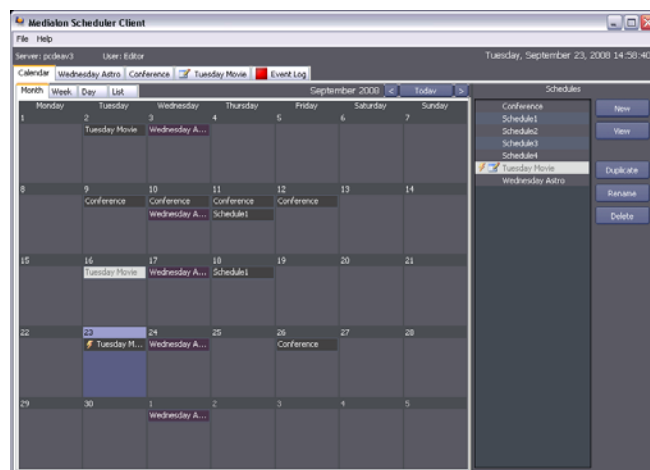 Medialon Scheduler Client
File Help
Server: pcdeav3 User: Editor Tuesday, September 23, 2008 14:58:40
Calendar Wednesday Astro Conference Tuesday Movie Event Log
Month Week Day List September 2008 < Today > Schedules
Monday Tuesday Wednesday Thursday Friday Saturday Sunday
1 2 3 4 5 6 7
Tuesday Movie Wednesday A...
8 9 10 11 12 13 14
Conference Conference Conference Conference
Wednesday A... Schedule1
15 16 17 18 19 20 21
Tuesday Movie Wednesday A... Schedule1
22 23 24 25 26 27 28
Tuesday M... Wednesday A... Conference
29 30 1 2 3 4 5
Wednesday A...
Conference
Schedule1
Schedule2
Schedule3
Schedule4
Tuesday Movie
Wednesday Astro
New
View
Duplicate
Rename
Delete